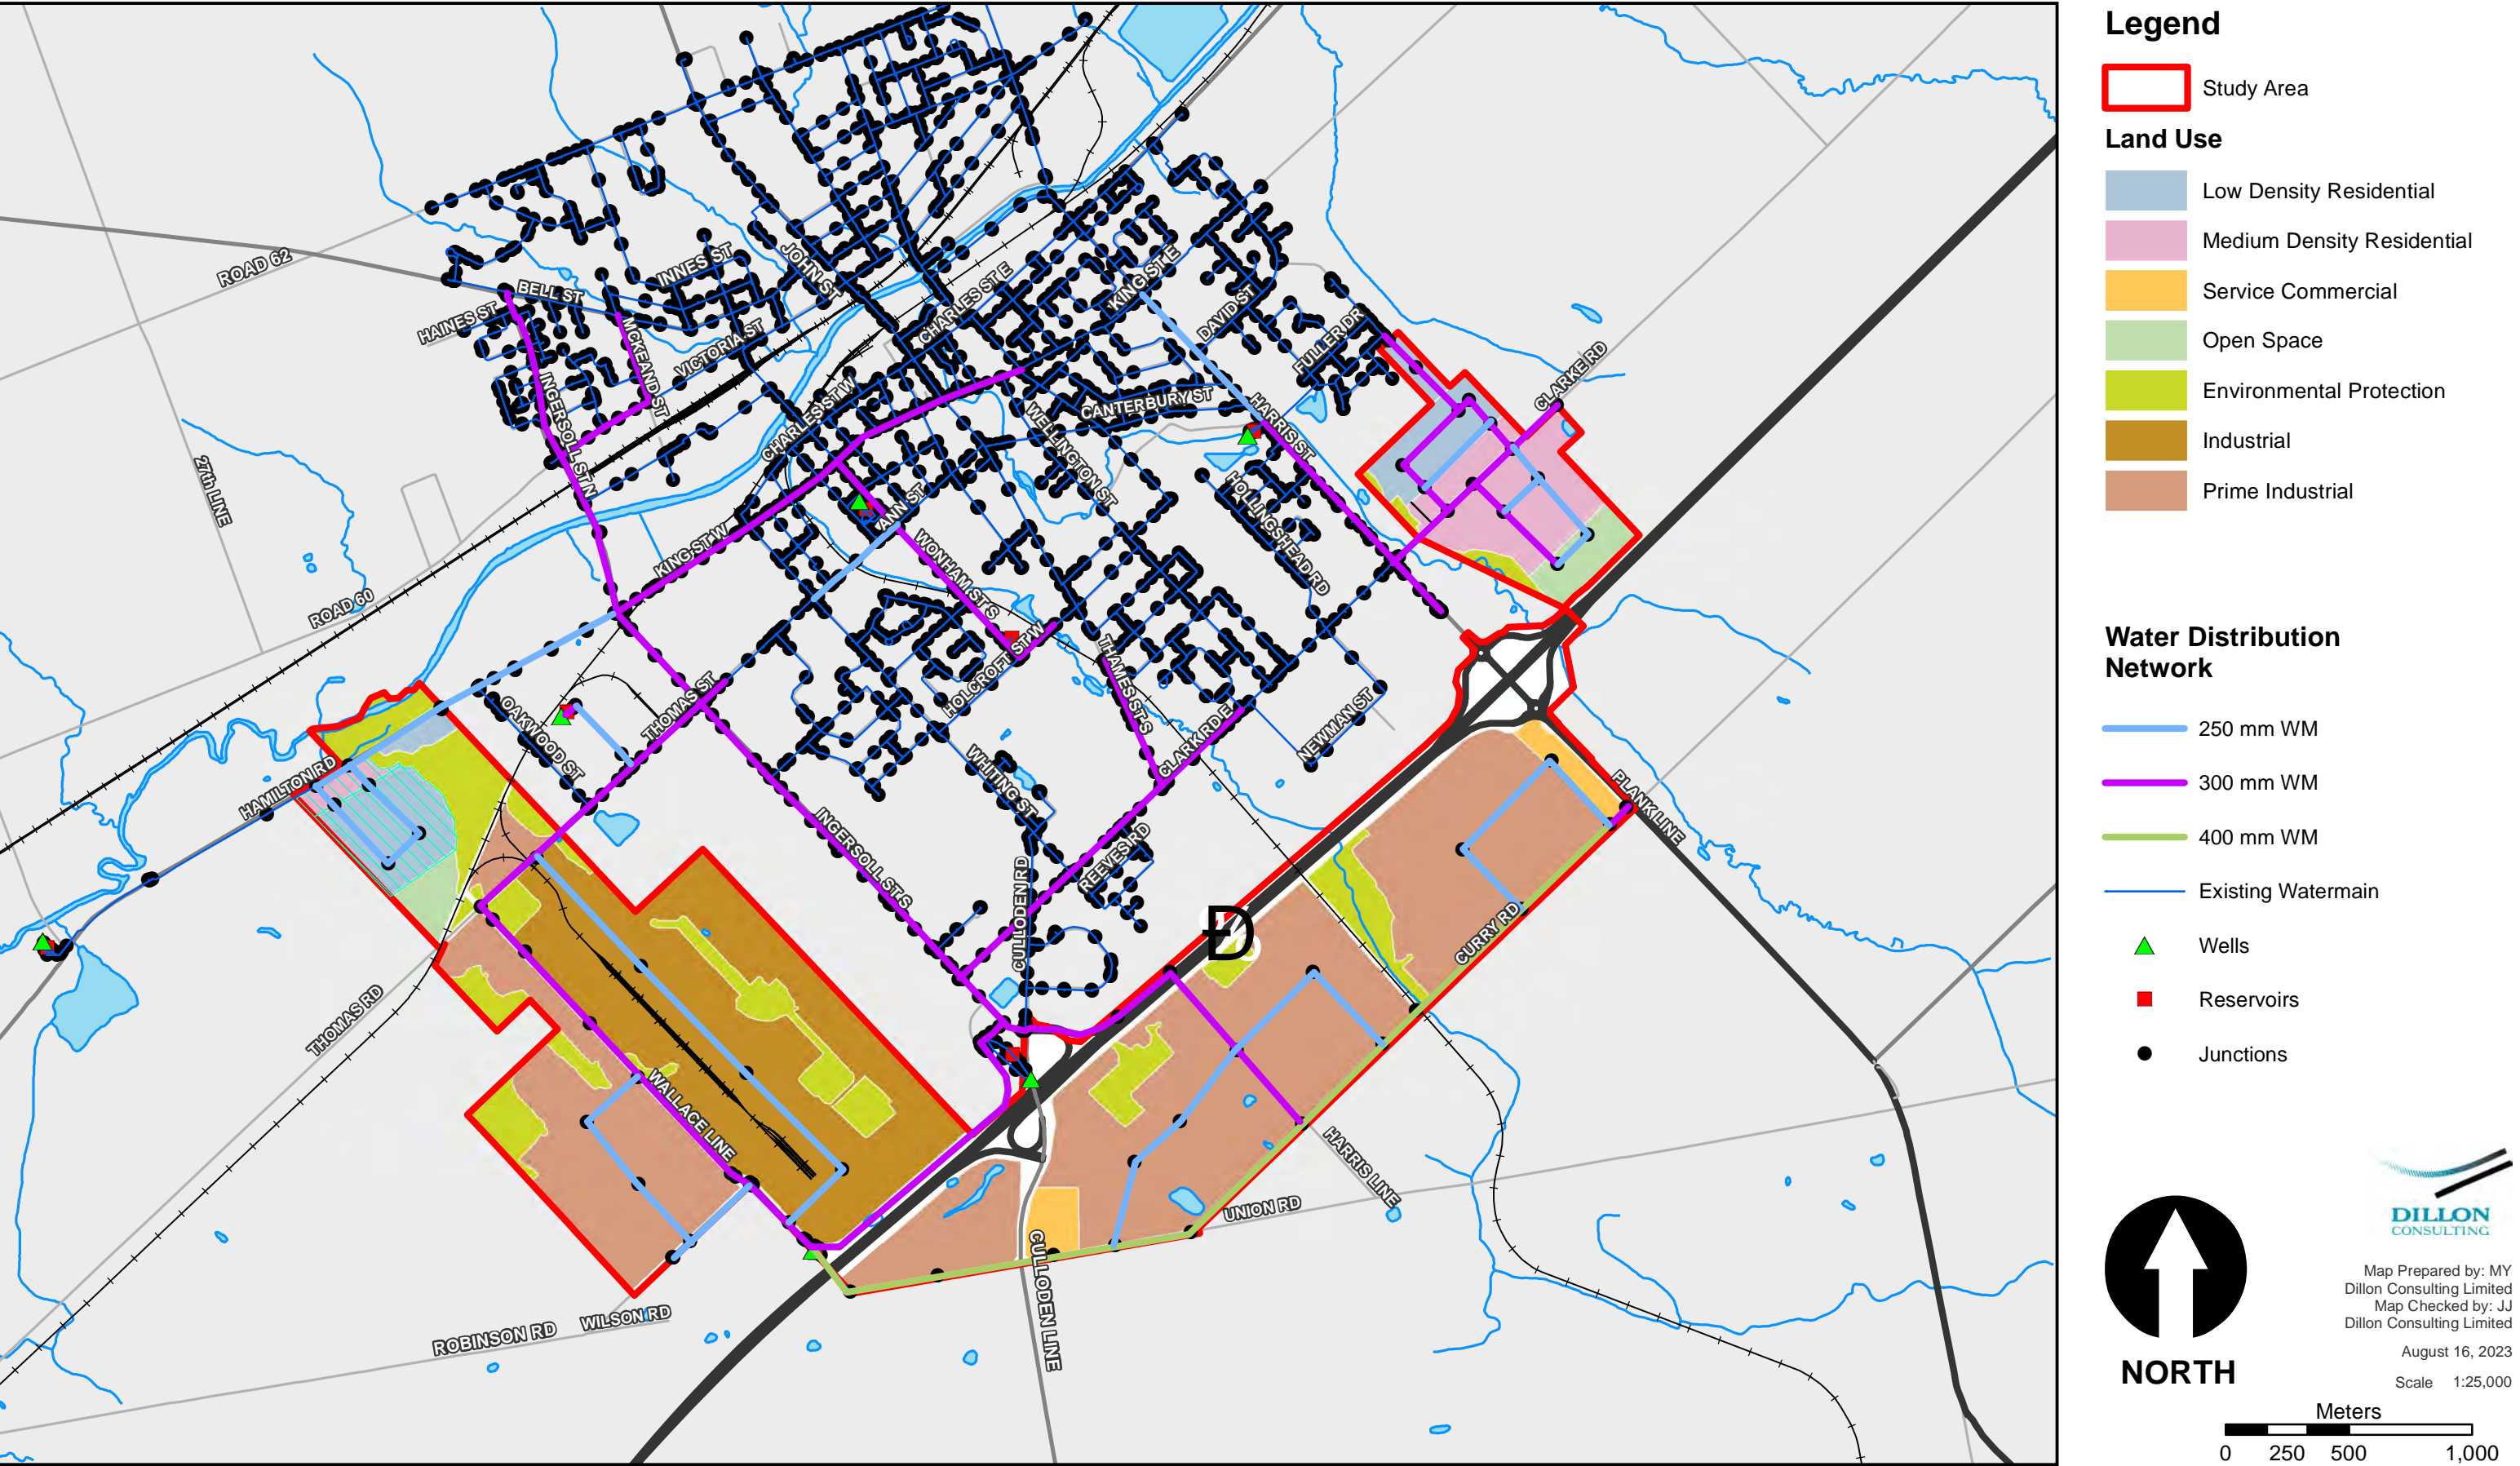 ROAD 62
HAINES ST
BELL ST
INNES ST
JOHN ST
MCKEAND ST
VICTORIA ST
CHARLES ST E
KING ST E
DAVID ST
FULLER DR
CLARKE RD
27th LINE
INGERSOLL ST N
CHARLES ST W
CANTERBURY ST
WELLINGTON ST
HARRIS ST
HOLLINGSHEAD RD
ANN ST
KING ST W
WONHAM ST S
ROAD 60
HOLCROFT ST W
THAMES ST S
OAKWOOD ST
THOMAS ST
NEWMAN ST
CLARK RD E
WHITING ST
HAMILTON RD
PLANK LINE
INGERSOLL ST S
REEVES RD
CULLODEN RD
CURRY RD
Đ
THOMAS RD
WALLACE LINE
HARRIS LINE
UNION RD
CULLODEN LINE
ROBINSON RD
WILSON RD
Legend
Study Area
Land Use
Low Density Residential
Medium Density Residential
Service Commercial
Open Space
Environmental Protection
Industrial
Prime Industrial
Water Distribution
Network
250 mm WM
300 mm WM
400 mm WM
Existing Watermain
Wells
Reservoirs
Junctions
DILLON
CONSULTING
Map Prepared by: MY
Dillon Consulting Limited
Map Checked by: JJ
Dillon Consulting Limited
August 16, 2023
Scale 1:25,000
NORTH
Meters
0 250 500 1,000